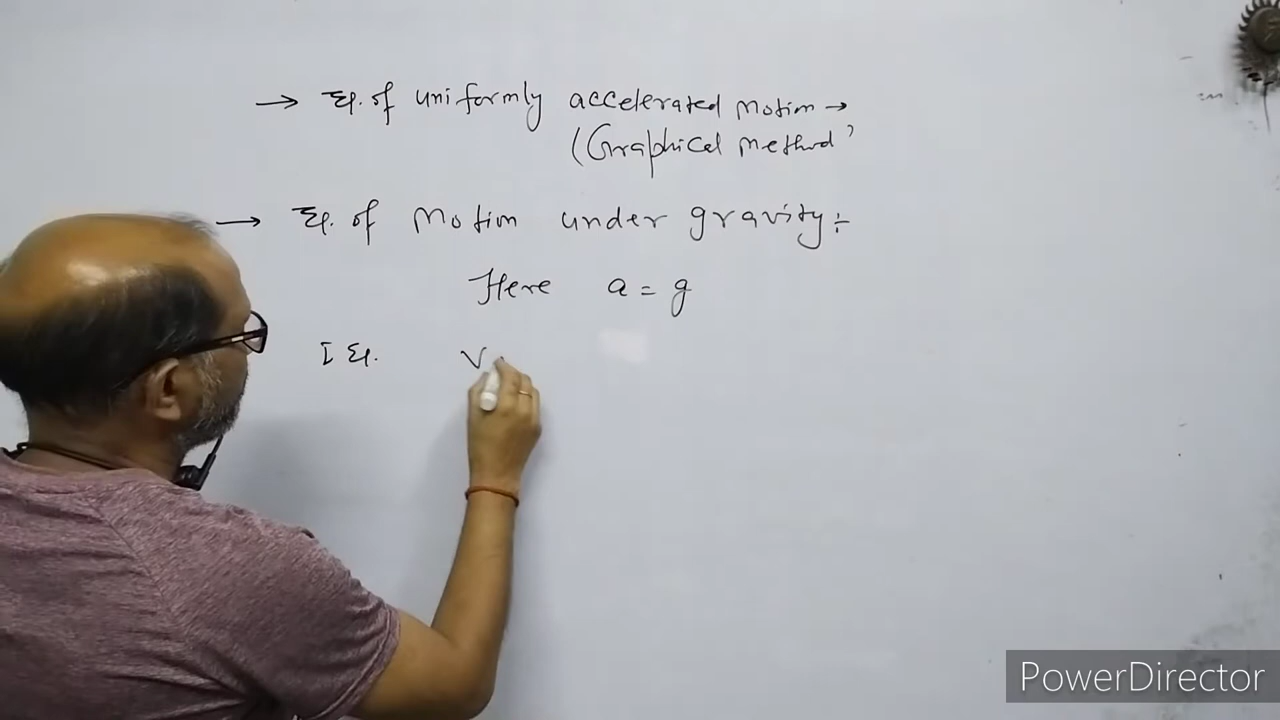 → Eq. of uniformly accelerated Motion →
(Graphical Method)
→ Eq. of Motion under gravity :-
Here a = g
I Eq. V
PowerDirector